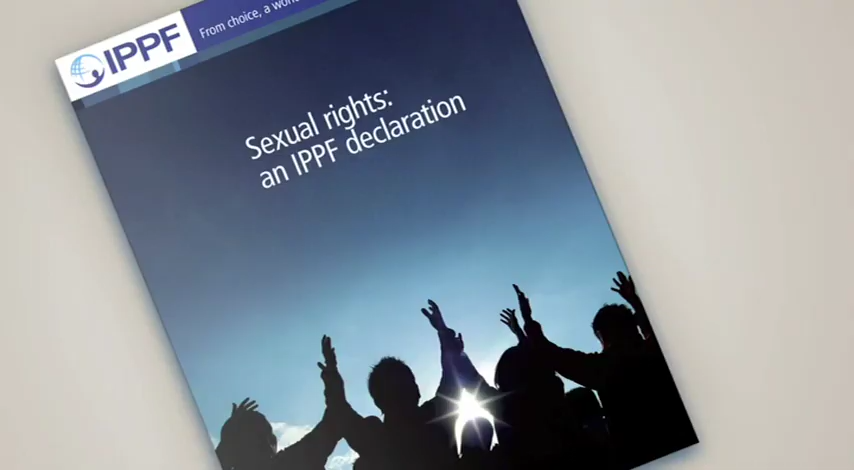 IPPF
From choice, a
Sexual rights:
an IPPF declaration